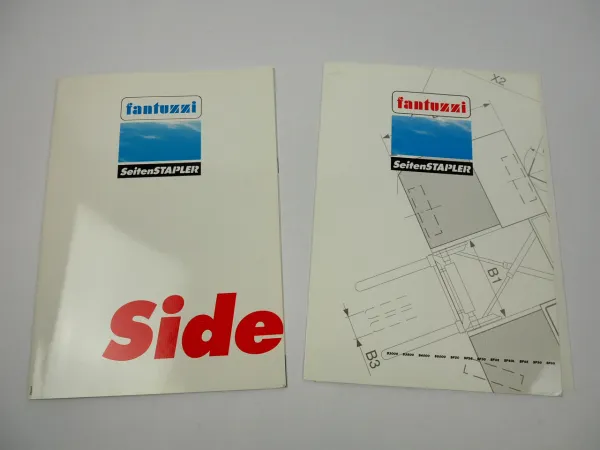 fantuzzi
SeitenSTAPLER
Side
fantuzzi
SeitenSTAPLER
X2
B1
B3
L